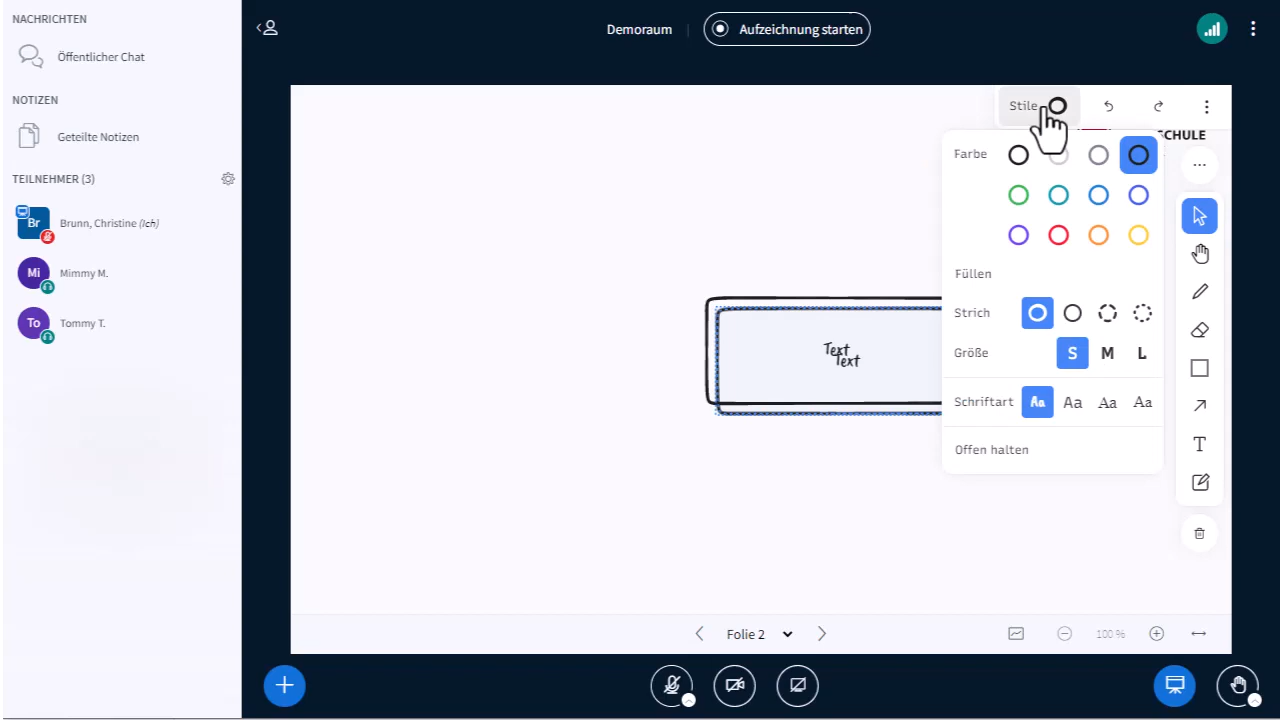 NACHRICHTEN
Öffentlicher Chat
NOTIZEN
Geteilte Notizen
TEILNEHMER (3)
Br Brunn, Christine (Ich)
Mi Mimmy M.
To Tommy T.
Demoraum
Aufzeichnung starten
Stile
SCHULE
Farbe
Füllen
Strich
Größe S M L
Schriftart Aa Aa Aa Aa
Offen halten
T
Text
Text
Folie 2
100 %